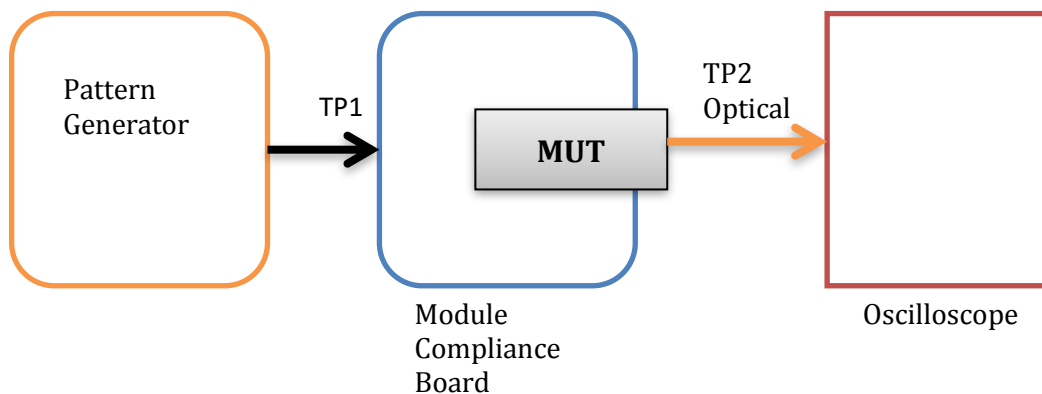 Pattern
Generator
TP1
MUT
TP2
Optical
Module
Compliance
Board
Oscilloscope